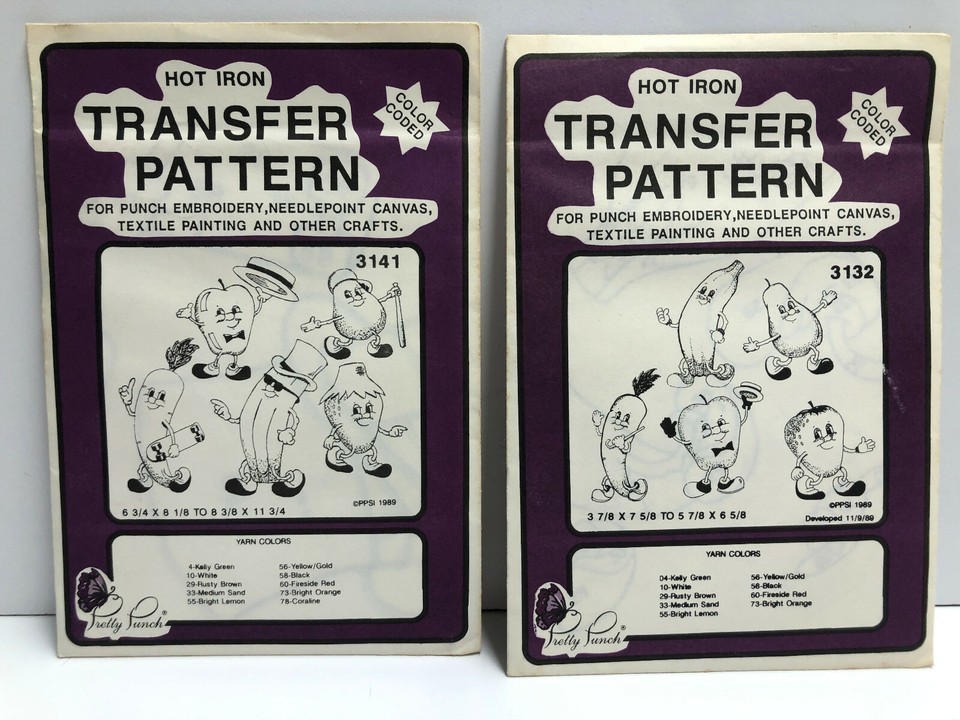 HOT IRON
TRANSFER
PATTERN
COLOR
CODED
FOR PUNCH EMBROIDERY,NEEDLEPOINT CANVAS,
TEXTILE PAINTING AND OTHER CRAFTS.
3141
©PPSI 1989
6 3/4 X 8 1/8 TO 8 3/8 X 11 3/4
YARN COLORS
4-Kelly Green
10-White
29-Rusty Brown
33-Medium Sand
55-Bright Lemon
56-Yellow/Gold
58-Black
60-Fireside Red
73-Bright Orange
78-Coraline
Pretty Punch®
HOT IRON
TRANSFER
PATTERN
COLOR
CODED
FOR PUNCH EMBROIDERY,NEEDLEPOINT CANVAS,
TEXTILE PAINTING AND OTHER CRAFTS.
3132
©PPSI 1989
3 7/8 X 7 5/8 TO 5 7/8 X 6 5/8
Developed 11/9/89
YARN COLORS
04-Kelly Green
10-White
29-Rusty Brown
33-Medium Sand
55-Bright Lemon
56-Yellow/Gold
58-Black
60-Fireside Red
73-Bright Orange
Pretty Punch®